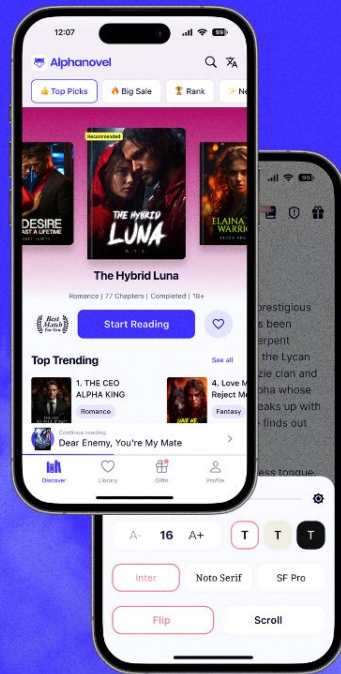 12:07
Alphanovel
Top Picks
Big Sale
Rank
Ne
Recommended
DESIRE
THE HYBRID
LUNA
ELAINA
WARRI
The Hybrid Luna
Romance | 77 Chapters | Completed | 18+
Best
Match
For You
Start Reading
Top Trending
See all
1. THE CEO
ALPHA KING
Romance
4. Love M
Reject Me
Fantasy
Continue reading
Dear Enemy, You're My Mate
Discover
Library
Gifts
Profile
prestigious
s been
erpent
the Lycan
zie clan and
pha whose
eaks up with
finds out
ess tongue,
A-
16
A+
T
T
T
Inter
Noto Serif
SF Pro
Flip
Scroll